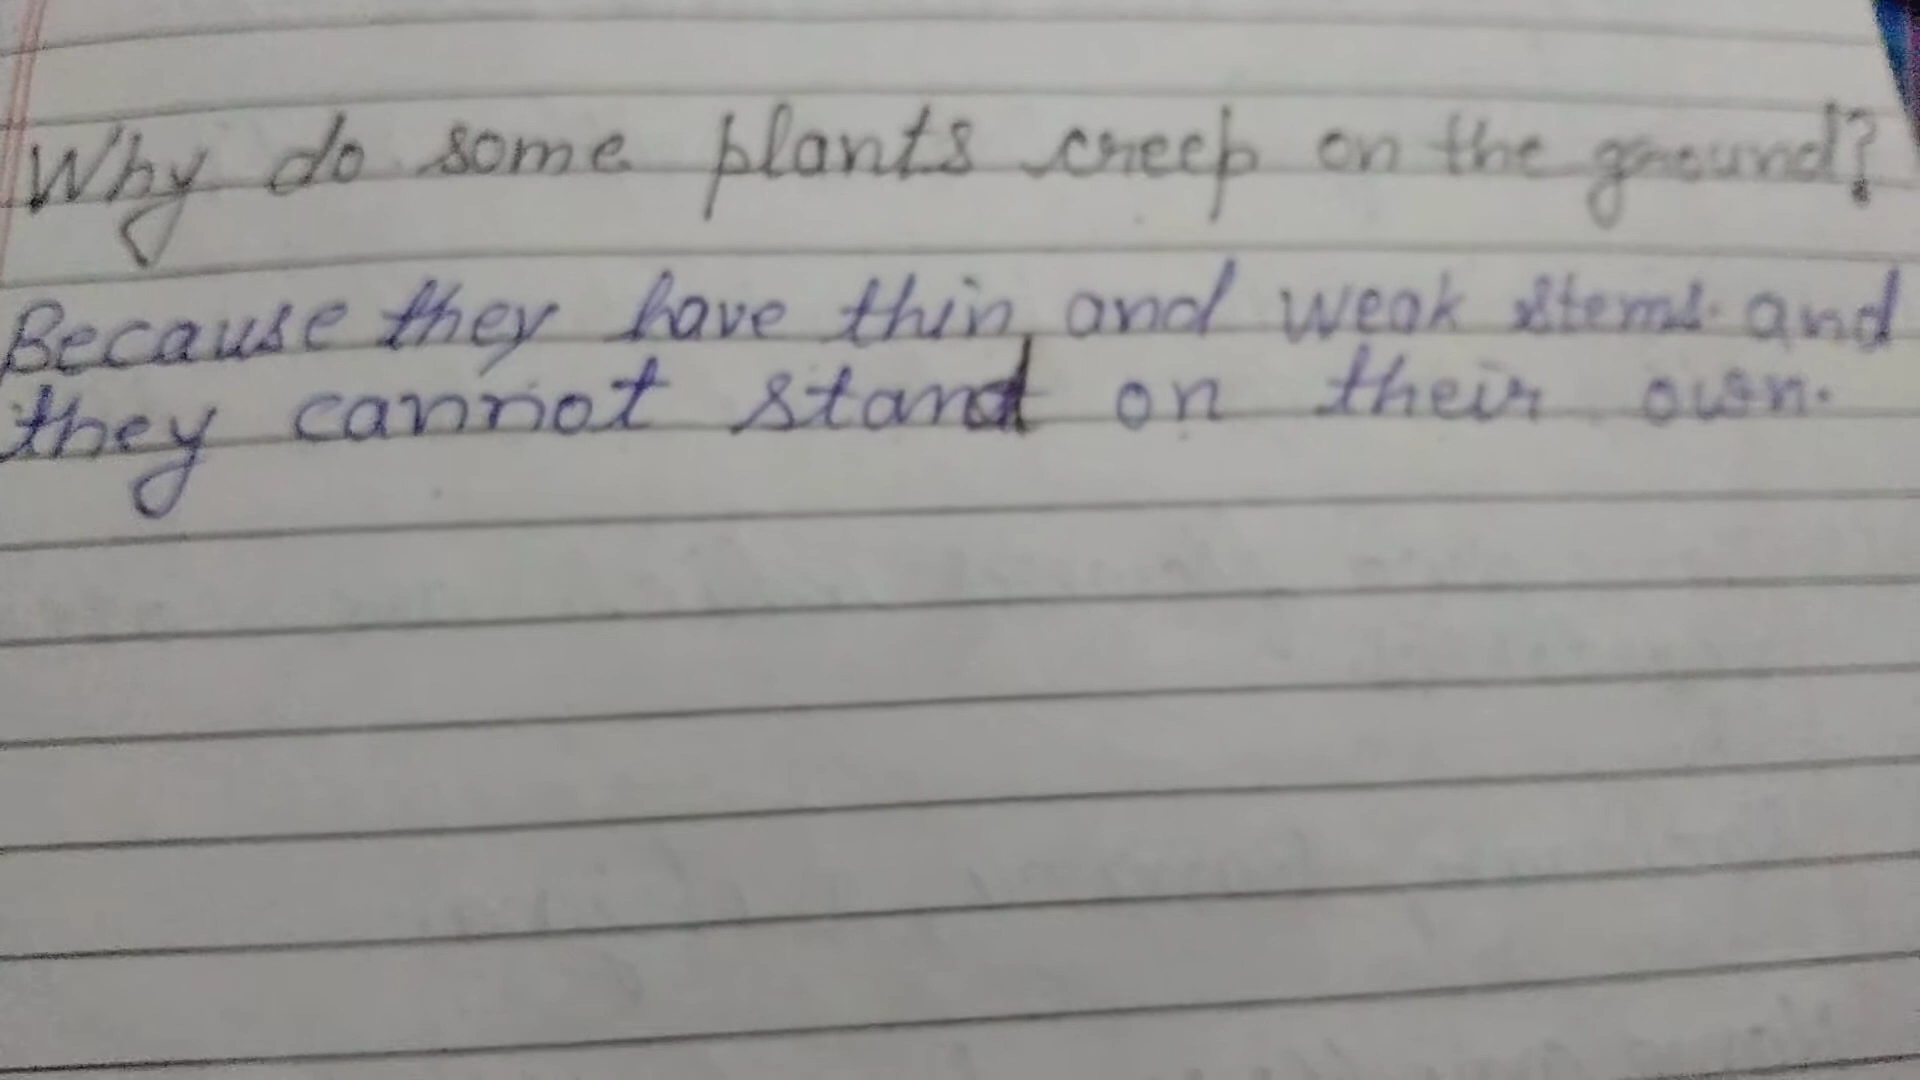 Why do some plants creep on the ground?
Because they have thin and weak stems. and
they cannot stand on their own.